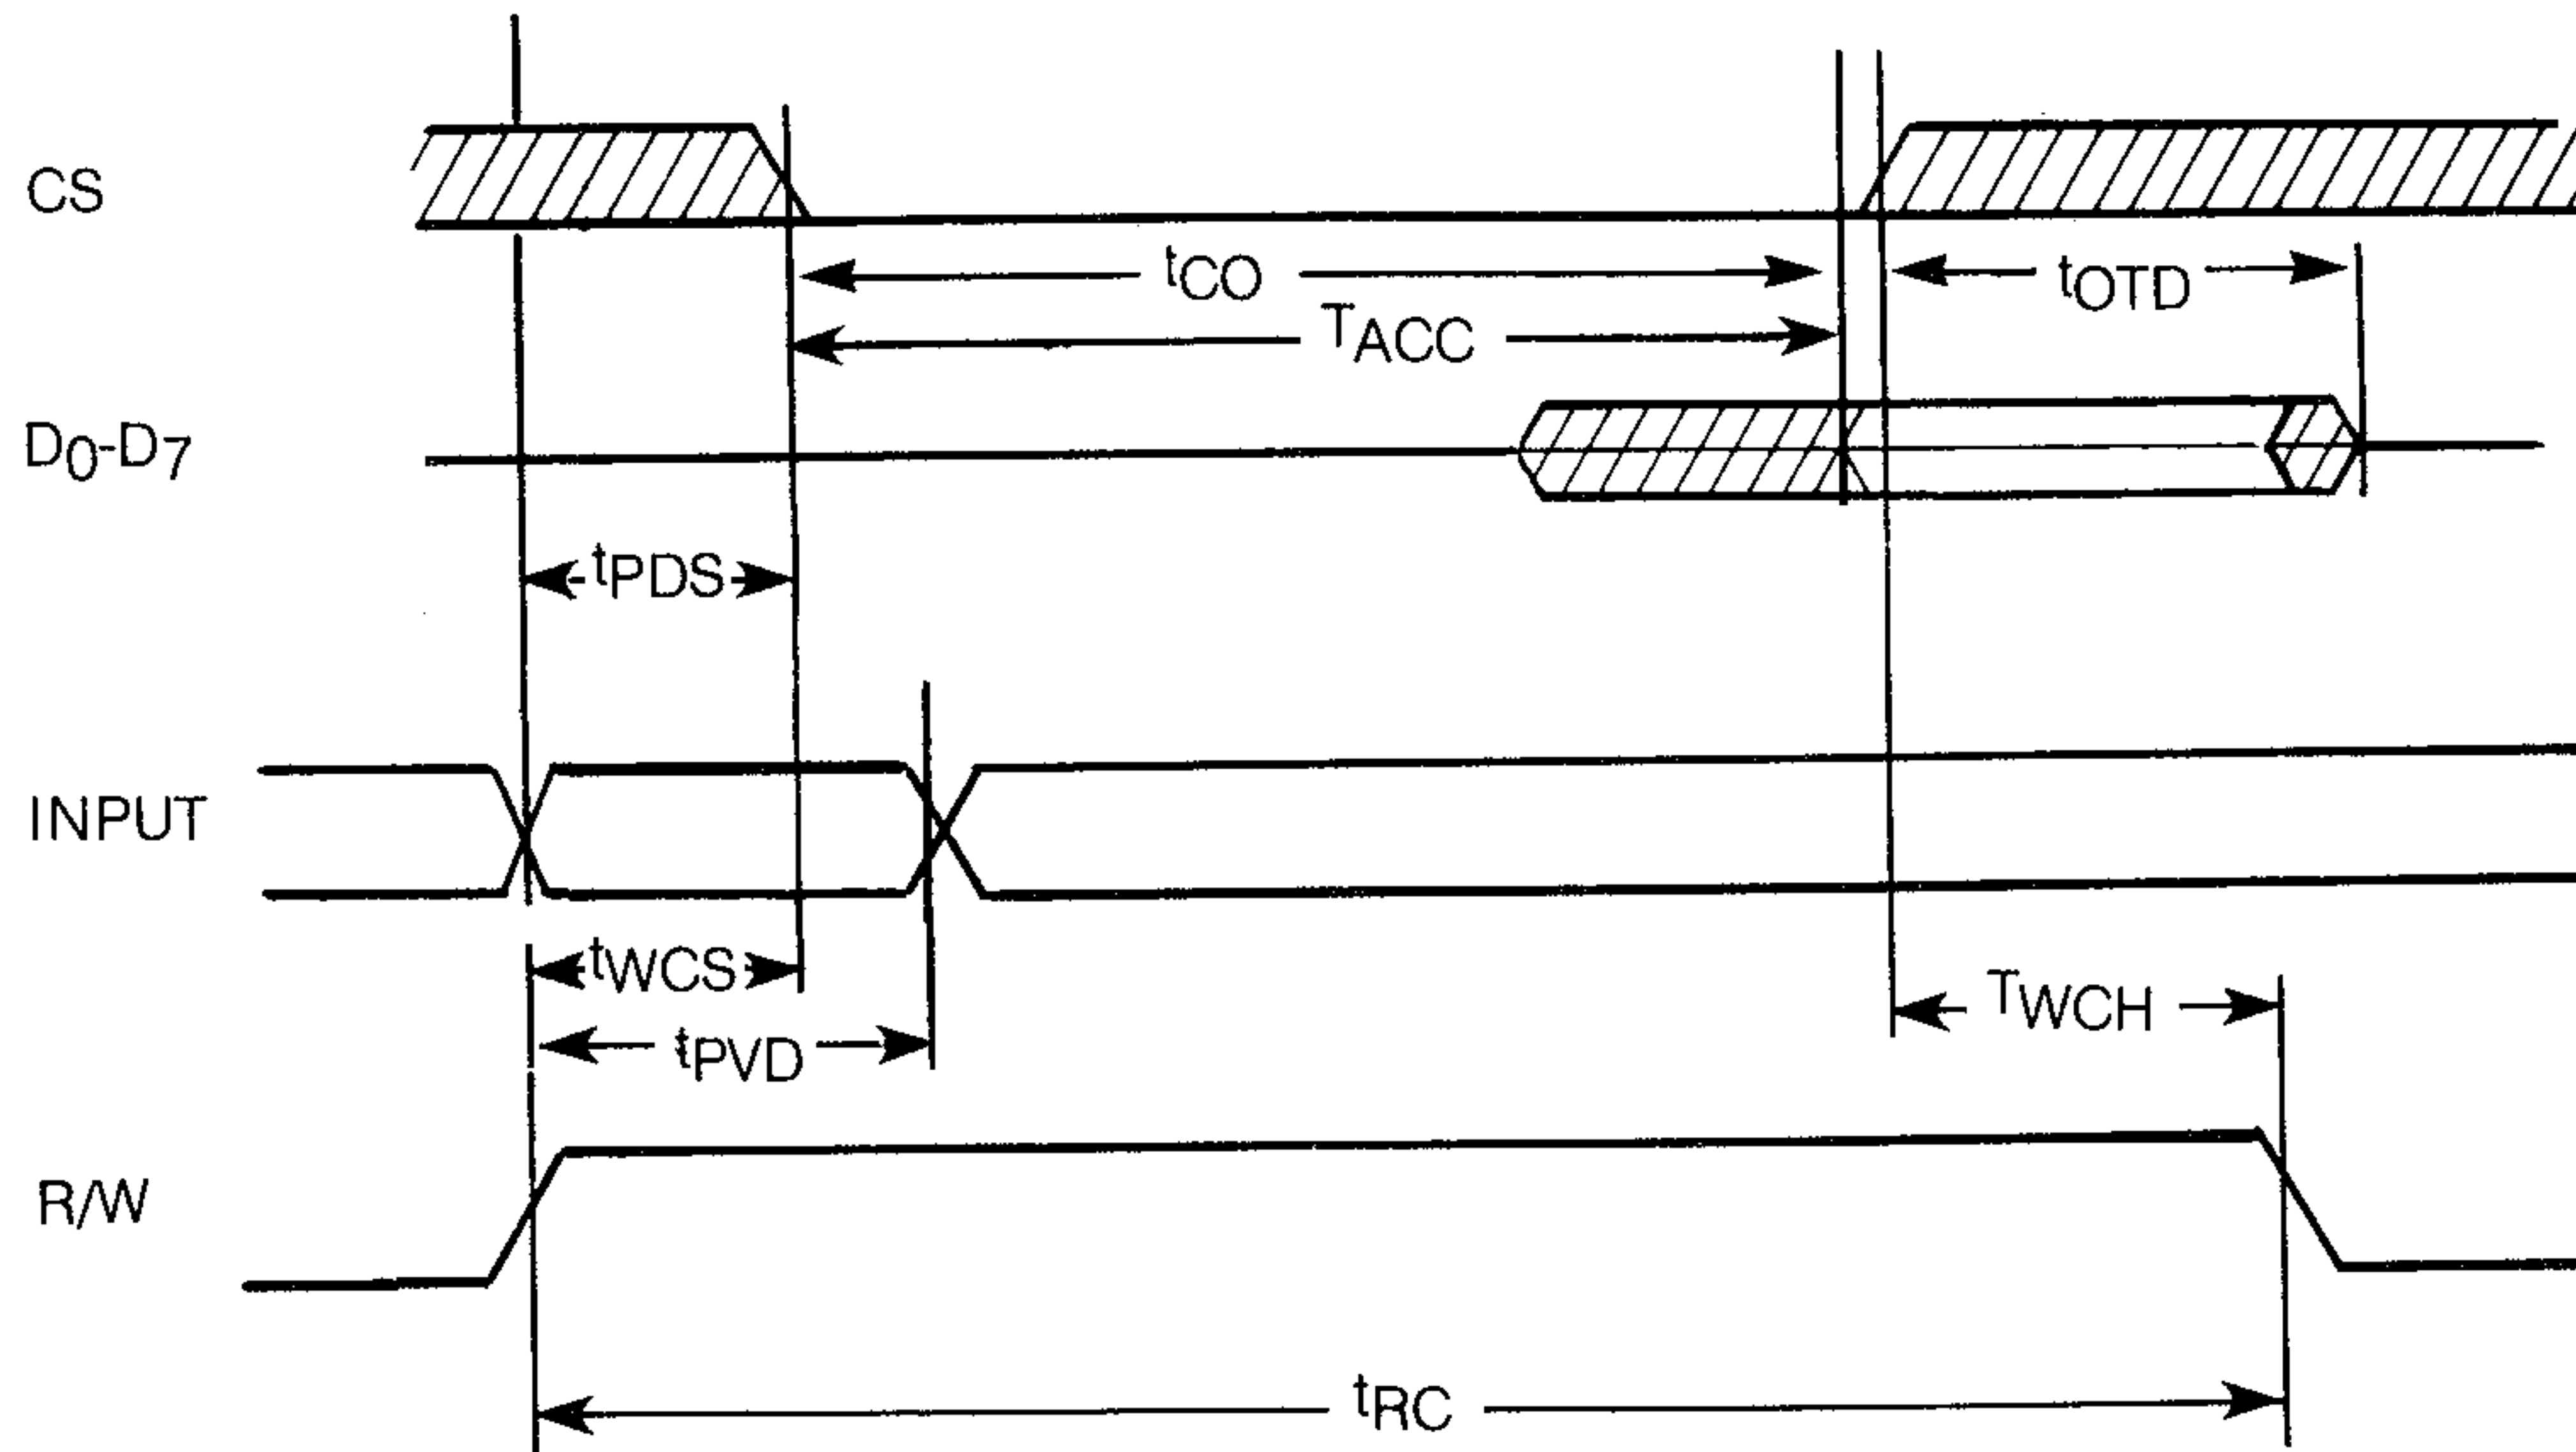 CS
tCO
tOTD
TACC
D0-D7
tPDS
INPUT
tWCS
TWCH
tPVD
R/W
tRC